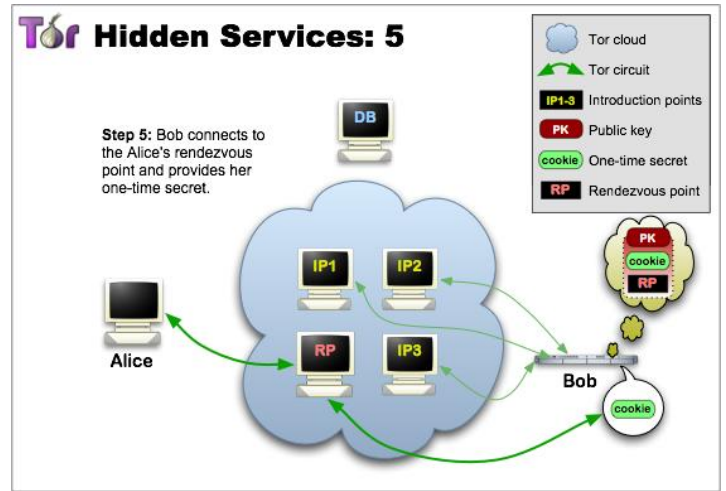 Tor Hidden Services: 5
Tor cloud
Tor circuit
IP1-3 Introduction points
PK Public key
cookie One-time secret
RP Rendezvous point
Step 5: Bob connects to
the Alice's rendezvous
point and provides her
one-time secret.
DB
PK
cookie
RP
IP1 IP2
RP IP3
Alice
Bob
cookie